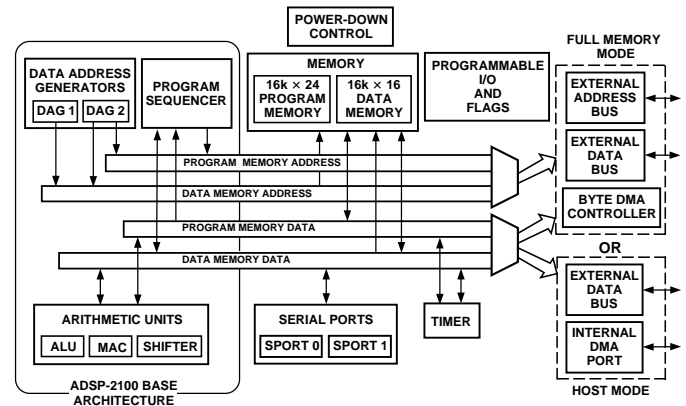 POWER-DOWN
CONTROL
FULL MEMORY
MODE
DATA ADDRESS
GENERATORS
DAG 1
DAG 2
PROGRAM
SEQUENCER
MEMORY
16k × 24
PROGRAM
MEMORY
16k × 16
DATA
MEMORY
PROGRAMMABLE
I/O
AND
FLAGS
EXTERNAL
ADDRESS
BUS
EXTERNAL
DATA
BUS
BYTE DMA
CONTROLLER
PROGRAM MEMORY ADDRESS
DATA MEMORY ADDRESS
PROGRAM MEMORY DATA
DATA MEMORY DATA
OR
EXTERNAL
DATA
BUS
INTERNAL
DMA
PORT
HOST MODE
ARITHMETIC UNITS
ALU
MAC
SHIFTER
SERIAL PORTS
SPORT 0
SPORT 1
TIMER
ADSP-2100 BASE
ARCHITECTURE